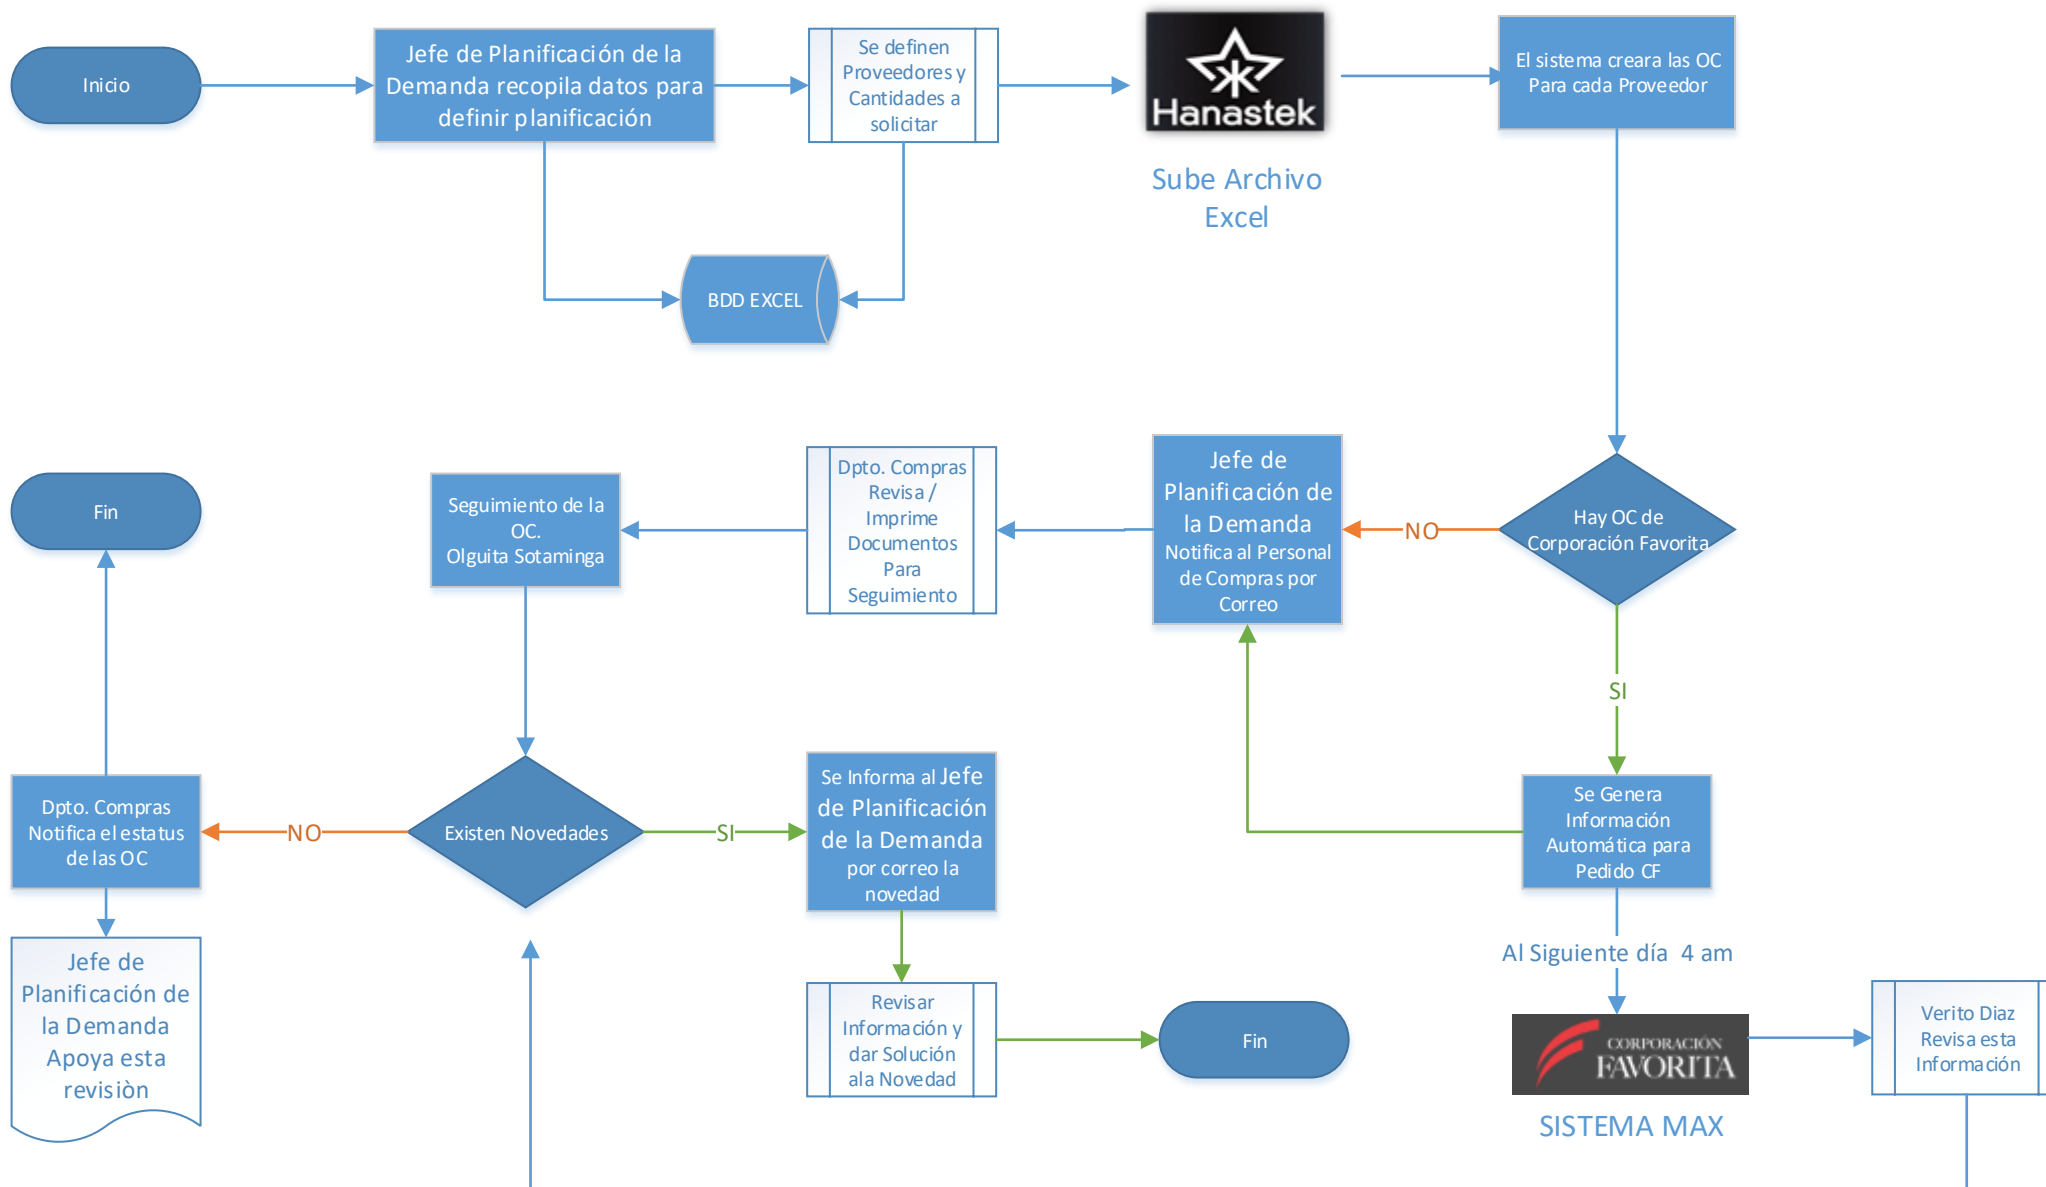 Inicio
Jefe de Planificación de la
Demanda recopila datos para
definir planificación
Se definen
Proveedores y
Cantidades a
solicitar
Hanastek
Sube Archivo
Excel
El sistema creara las OC
Para cada Proveedor
BDD EXCEL
Hay OC de
Corporación Favorita
NO
SI
Jefe de
Planificación de
la Demanda
Notifica al Personal
de Compras por
Correo
Dpto. Compras
Revisa /
Imprime
Documentos
Para
Seguimiento
Seguimiento de la
OC.
Olguita Sotaminga
Fin
Existen Novedades
NO
SI
Dpto. Compras
Notifica el estatus
de las OC
Jefe de
Planificación de
la Demanda
Apoya esta
revisiòn
Se Informa al Jefe
de Planificación
de la Demanda
por correo la
novedad
Revisar
Información y
dar Solución
ala Novedad
Fin
Se Genera
Información
Automática para
Pedido CF
Al Siguiente día 4 am
CORPORACIÓN
FAVORITA
SISTEMA MAX
Verito Diaz
Revisa esta
Información